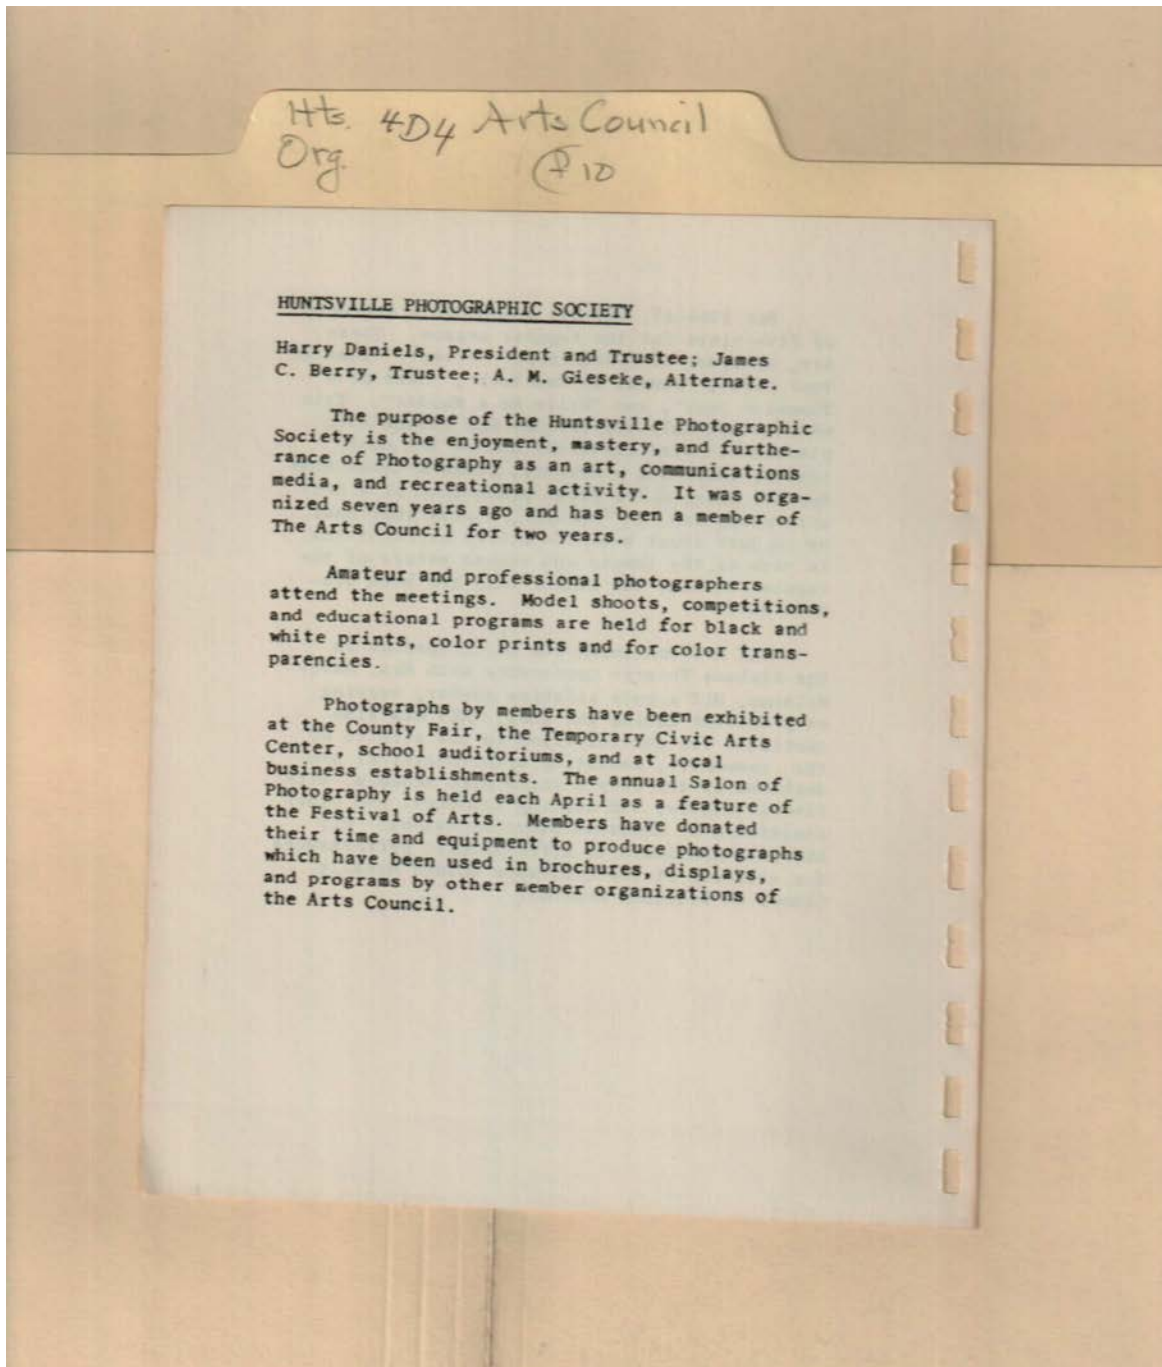 Hts. 4D4 Arts Council
Org. 10
HUNTSVILLE PHOTOGRAPHIC SOCIETY
Harry Daniels, President and Trustee; James
C. Berry, Trustee; A. M. Gieseke, Alternate.
The purpose of the Huntsville Photographic
Society is the enjoyment, mastery, and furthe-
rance of Photography as an art, communications
media, and recreational activity. It was orga-
nized seven years ago and has been a member of
The Arts Council for two years.
Amateur and professional photographers
attend the meetings. Model shoots, competitions,
and educational programs are held for black and
white prints, color prints and for color trans-
parencies.
Photographs by members have been exhibited
at the County Fair, the Temporary Civic Arts
Center, school auditoriums, and at local
business establishments. The annual Salon of
Photography is held each April as a feature of
the Festival of Arts. Members have donated
their time and equipment to produce photographs
which have been used in brochures, displays,
and programs by other member organizations of
the Arts Council.